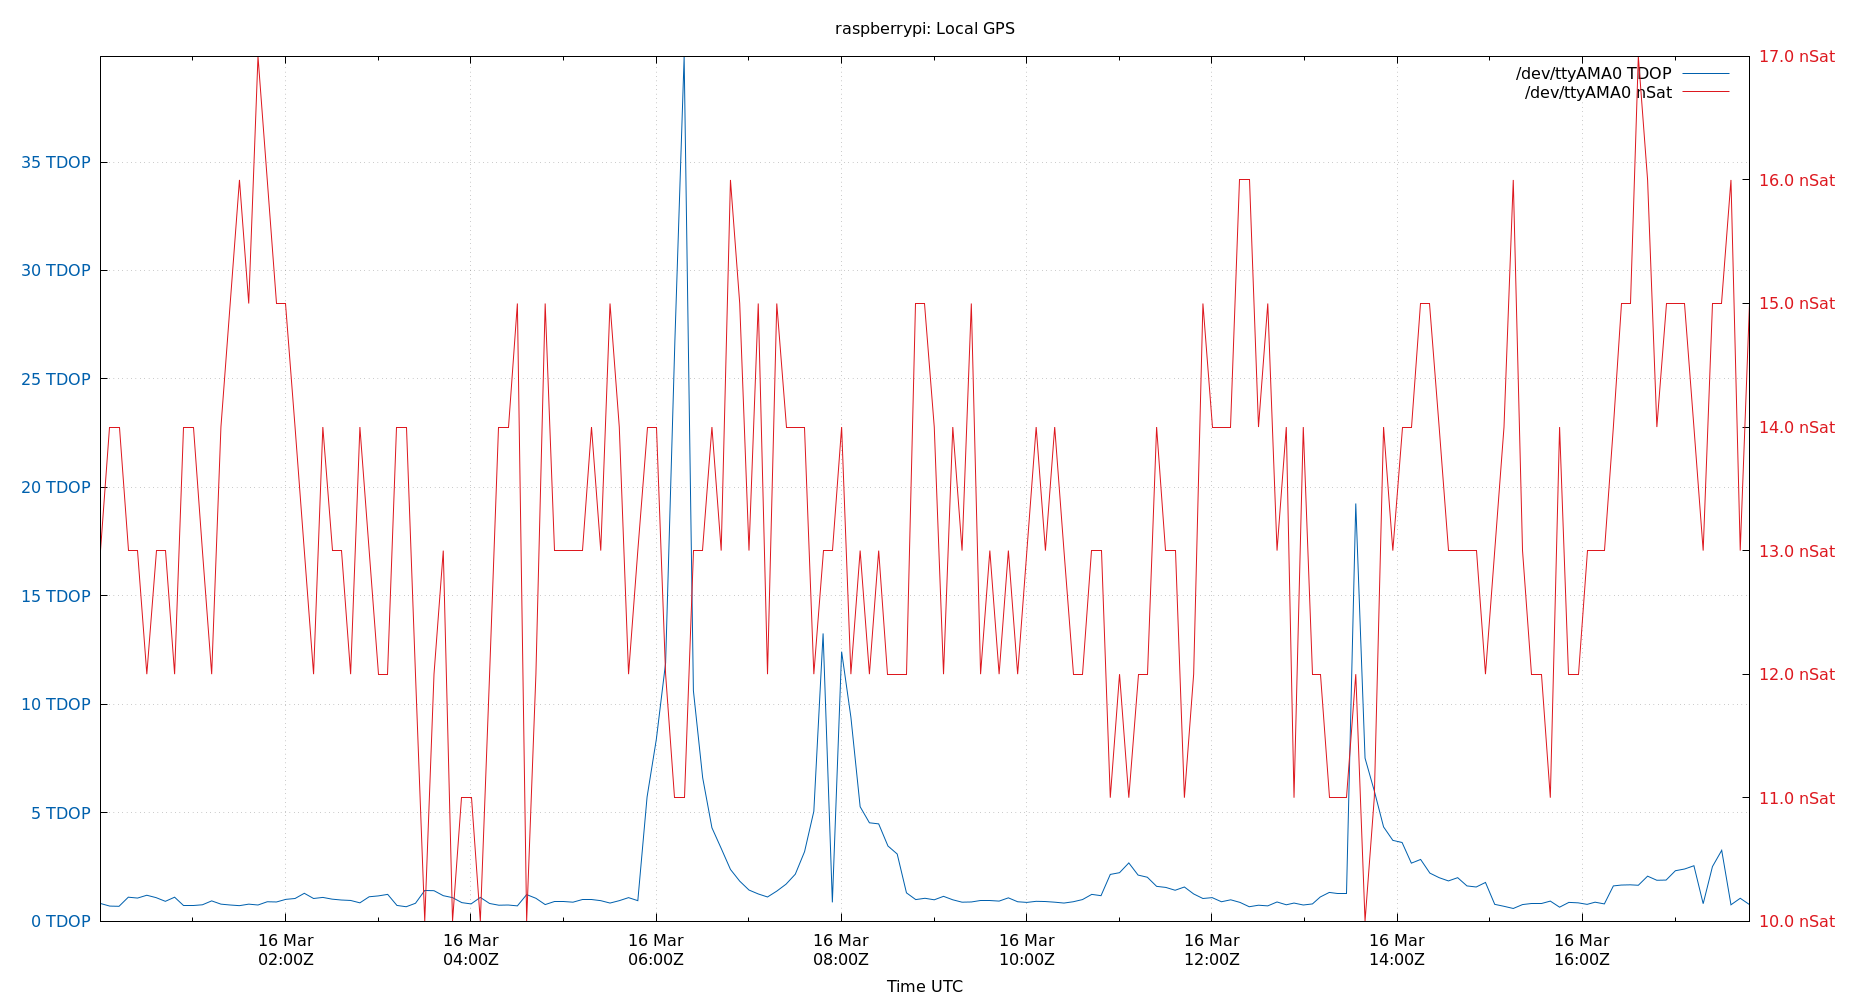 raspberrypi: Local GPS
/dev/ttyAMA0 TDOP
/dev/ttyAMA0 nSat
35 TDOP
30 TDOP
25 TDOP
20 TDOP
15 TDOP
10 TDOP
5 TDOP
0 TDOP
17.0 nSat
16.0 nSat
15.0 nSat
14.0 nSat
13.0 nSat
12.0 nSat
11.0 nSat
10.0 nSat
16 Mar
02:00Z
16 Mar
04:00Z
16 Mar
06:00Z
16 Mar
08:00Z
16 Mar
10:00Z
16 Mar
12:00Z
16 Mar
14:00Z
16 Mar
16:00Z
Time UTC